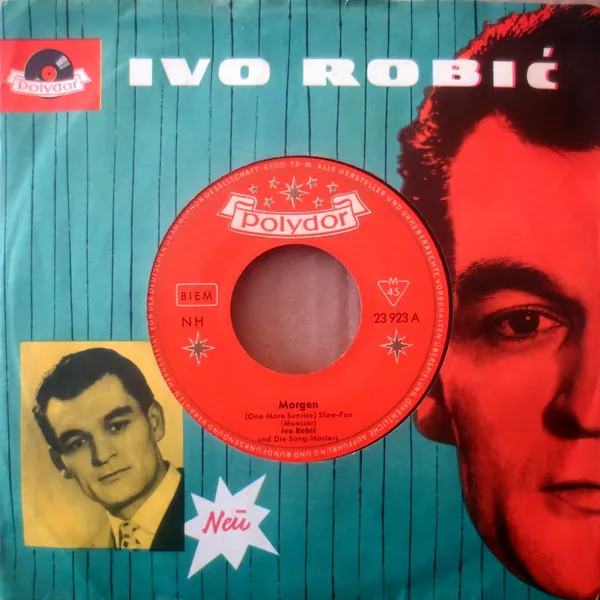 polydor
IVO ROBIĆ
polydor
BIEM
M
45
NH
23 923 A
Morgen
(One More Sunrise) Slow-Fox
(Moesser)
Ivo Robić
und Die Song-Masters
Neu